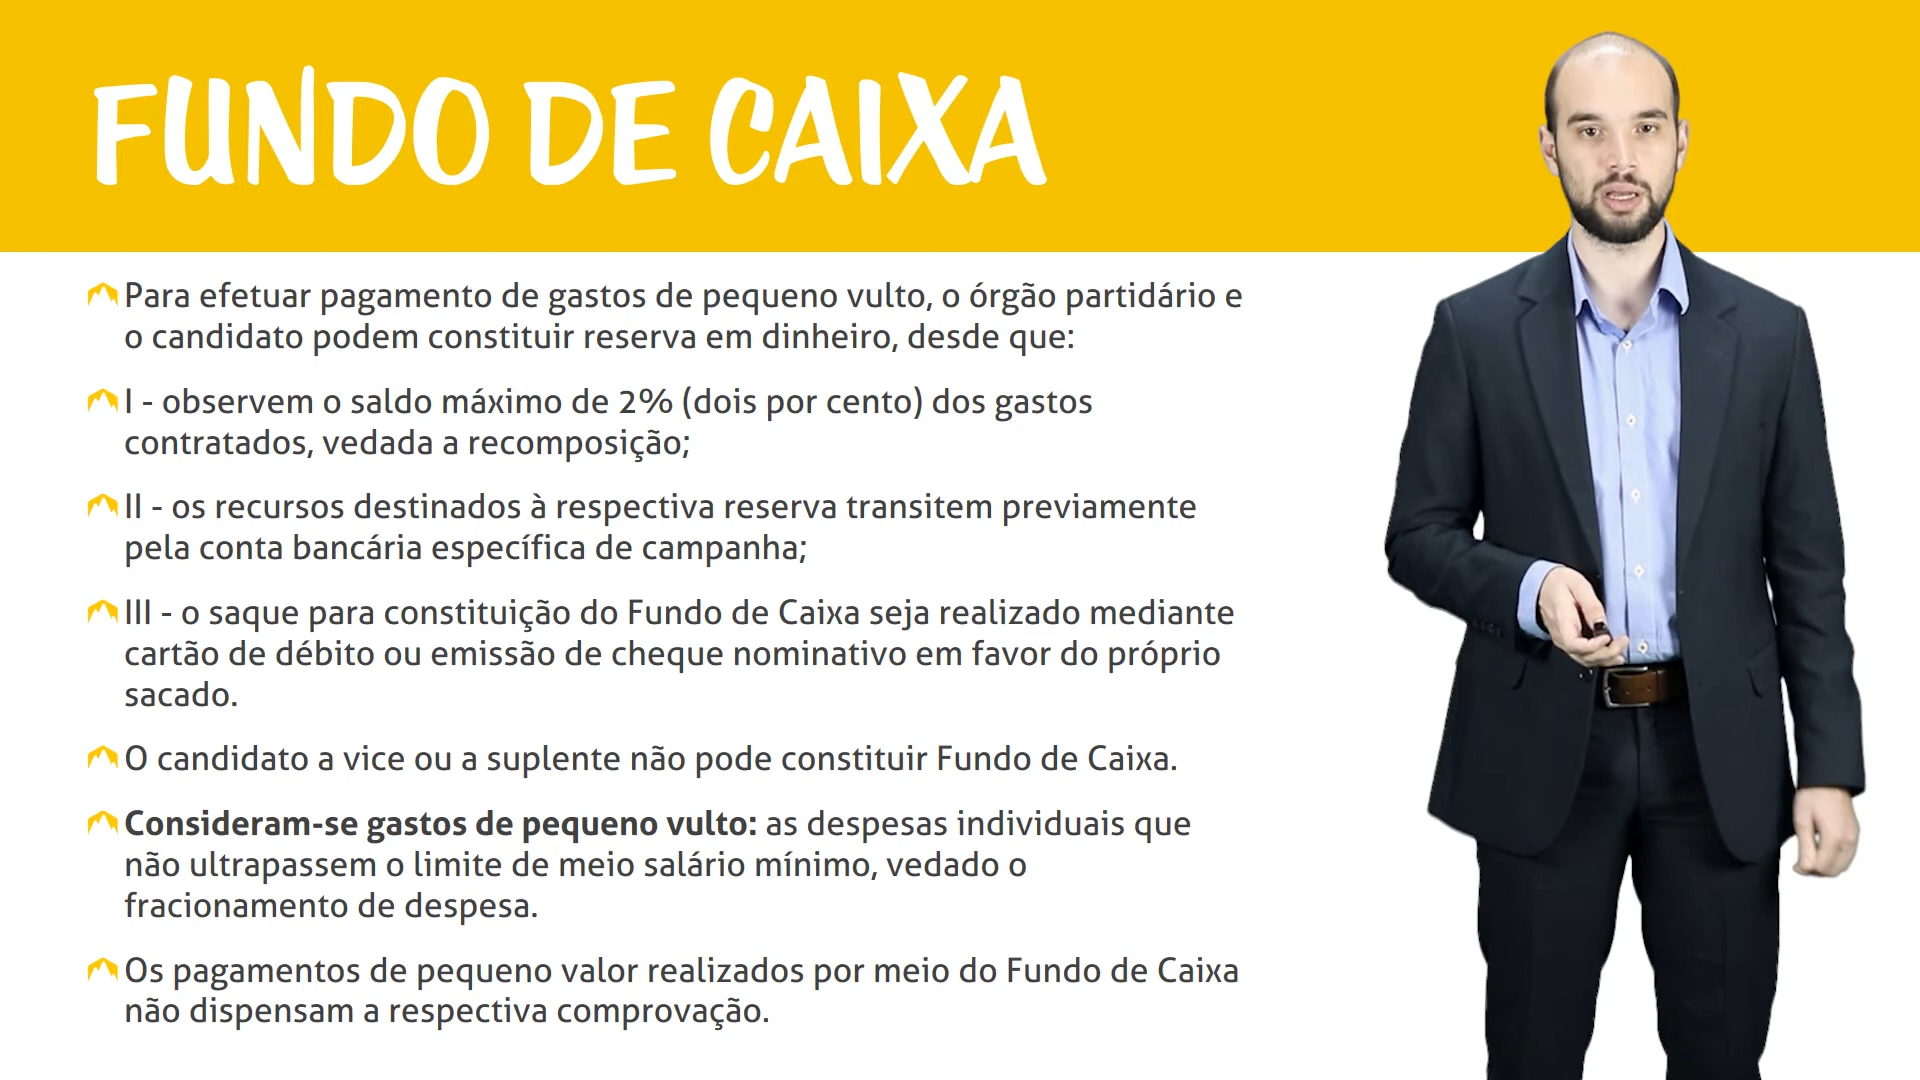 FUNDO DE CAIXA
Para efetuar pagamento de gastos de pequeno vulto, o órgão partidário e
o candidato podem constituir reserva em dinheiro, desde que:
I - observem o saldo máximo de 2% (dois por cento) dos gastos
contratados, vedada a recomposição;
II - os recursos destinados à respectiva reserva transitem previamente
pela conta bancária específica de campanha;
III - o saque para constituição do Fundo de Caixa seja realizado mediante
cartão de débito ou emissão de cheque nominativo em favor do próprio
sacado.
O candidato a vice ou a suplente não pode constituir Fundo de Caixa.
Consideram-se gastos de pequeno vulto: as despesas individuais que
não ultrapassem o limite de meio salário mínimo, vedado o
fracionamento de despesa.
Os pagamentos de pequeno valor realizados por meio do Fundo de Caixa
não dispensam a respectiva comprovação.